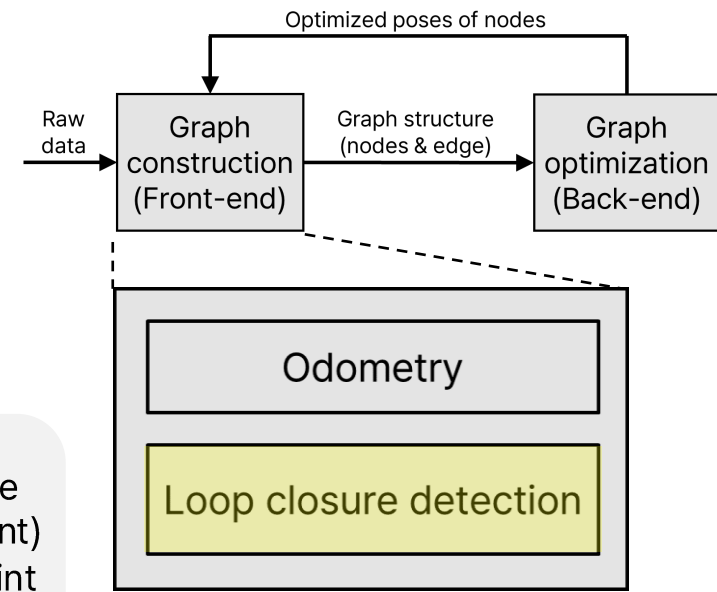 Optimized poses of nodes
Raw
data
Graph
construction
(Front-end)
Graph structure
(nodes & edge)
Graph
optimization
(Back-end)
Odometry
Loop closure detection